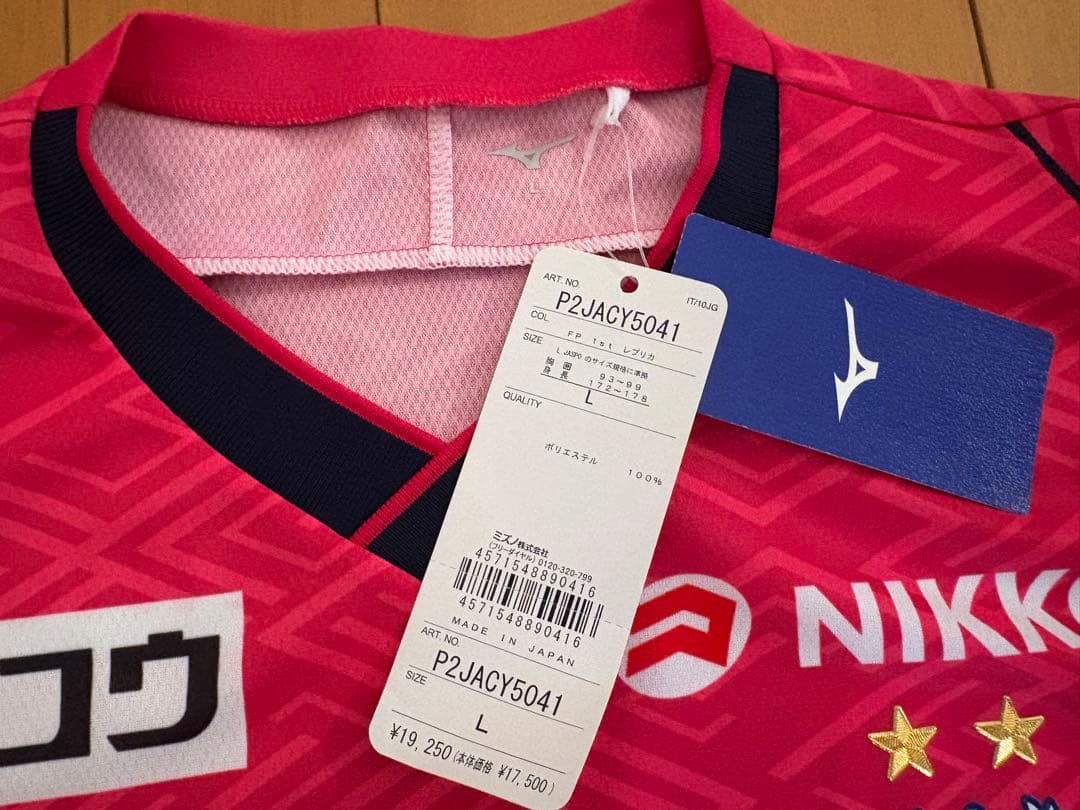 L
ART. NO.
IT/10JG
P2JACY5041
COL.
FP 1st レプリカ
SIZE
L JASPO のサイズ規格に準拠
胸囲 93～99
身長 172～178
L
QUALITY
ポリエステル 100%
ミズノ株式会社
(フリーダイヤル) 0120-320-799
4571548890416
4571548890416
MADE IN JAPAN
ART. NO.
P2JACY5041
SIZE
L
¥19,250(本体価格 ¥17,500)
コウ
NIKK